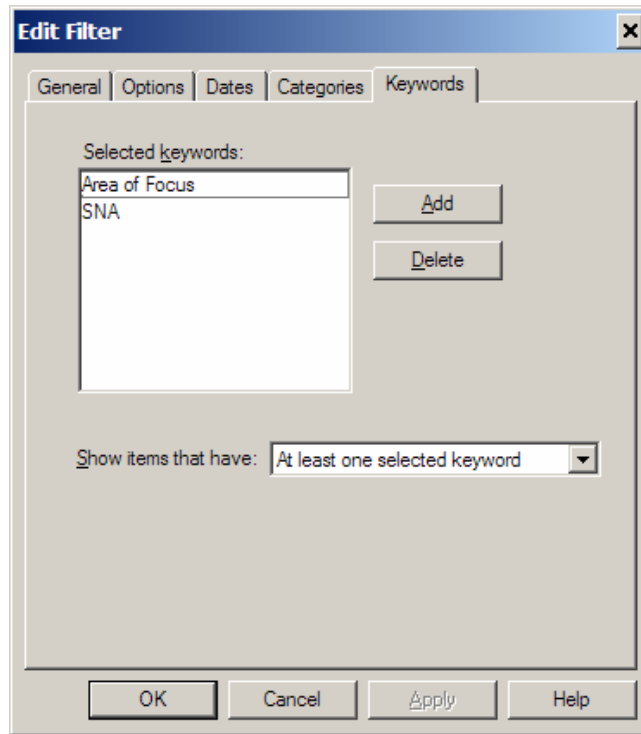 Edit Filter
General Options Dates Categories Keywords
Selected keywords:
Area of Focus
SNA
Add
Delete
Show items that have: At least one selected keyword
OK Cancel Apply Help